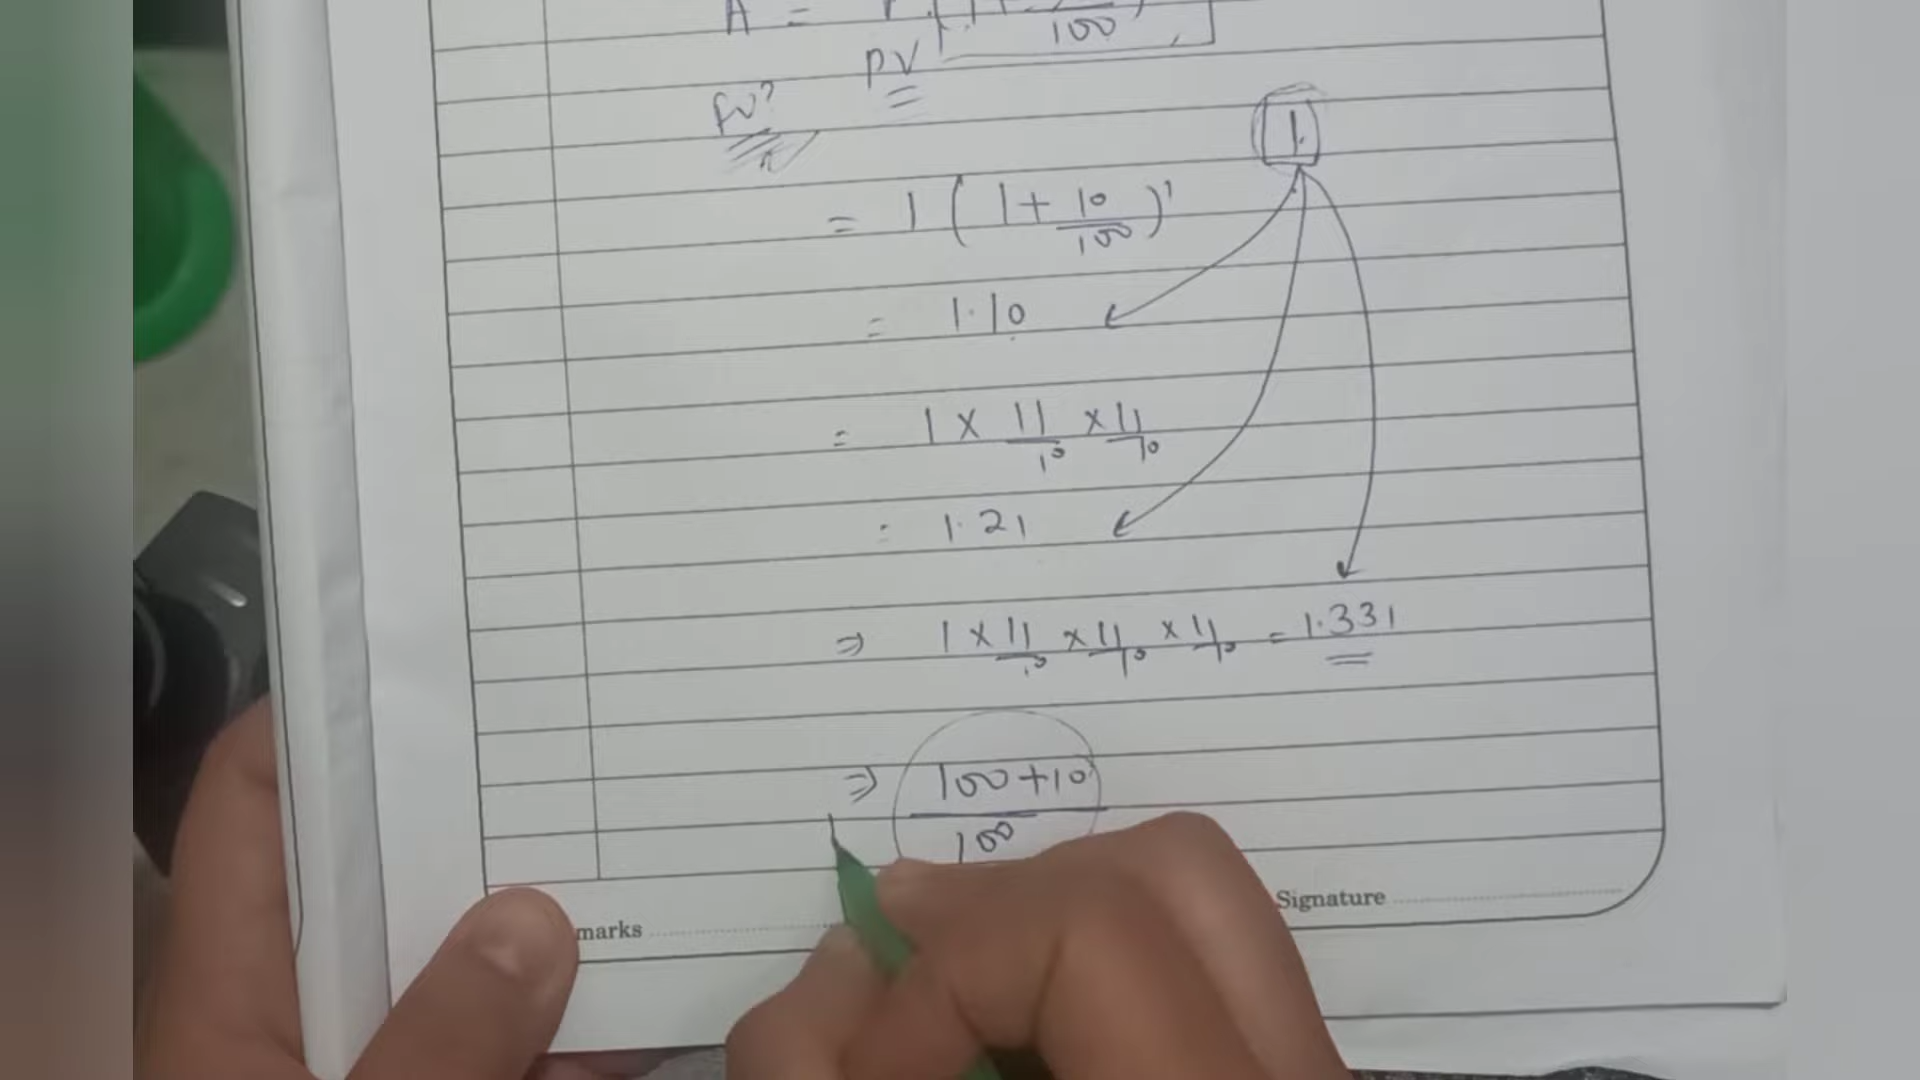 A =
100
PV
FV?
1
= 1 ( 1 + 10/100 )¹
= 1.10
= 1 × 11/10 × 11/10
: 1.21
⇒ 1 × 11/10 × 11/10 × 11/10 = 1.331
⇒ 100+10
100
marks
Signature